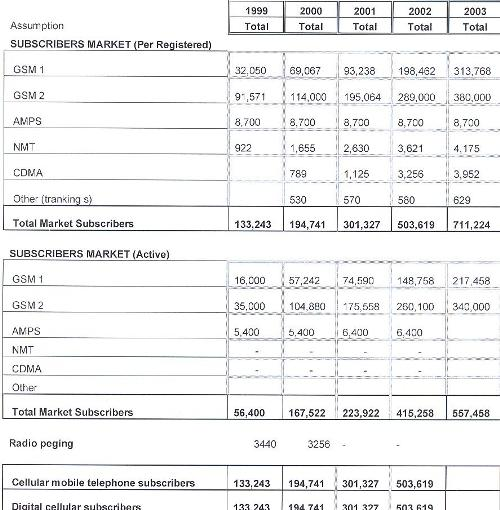 1999 2000 2001 2002 2003
Assumption Total Total Total Total Total
SUBSCRIBERS MARKET (Per Registered)
GSM 1 32,050 69,067 93,238 198,462 313,768
GSM 2 91,571 114,000 195,064 289,000 380,000
AMPS 8,700 8,700 8,700 8,700 8,700
NMT 922 1,655 2,630 3,621 4,175
CDMA 789 1,125 3,256 3,952
Other (tranking s) 530 570 580 629
Total Market Subscribers 133,243 194,741 301,327 503,619 711,224
SUBSCRIBERS MARKET (Active)
GSM 1 16,000 57,242 74,590 148,758 217,458
GSM 2 35,000 104,880 175,558 260,100 340,000
AMPS 5,400 5,400 6,400 6,400
NMT - - - -
CDMA - - - -
Other
Total Market Subscribers 56,400 167,522 223,922 415,258 557,458
Radio peging 3440 3256 - -
Cellular mobile telephone subscribers 133,243 194,741 301,327 503,619
Digital cellular subscribers 133,243 194,741 301,327 503,619